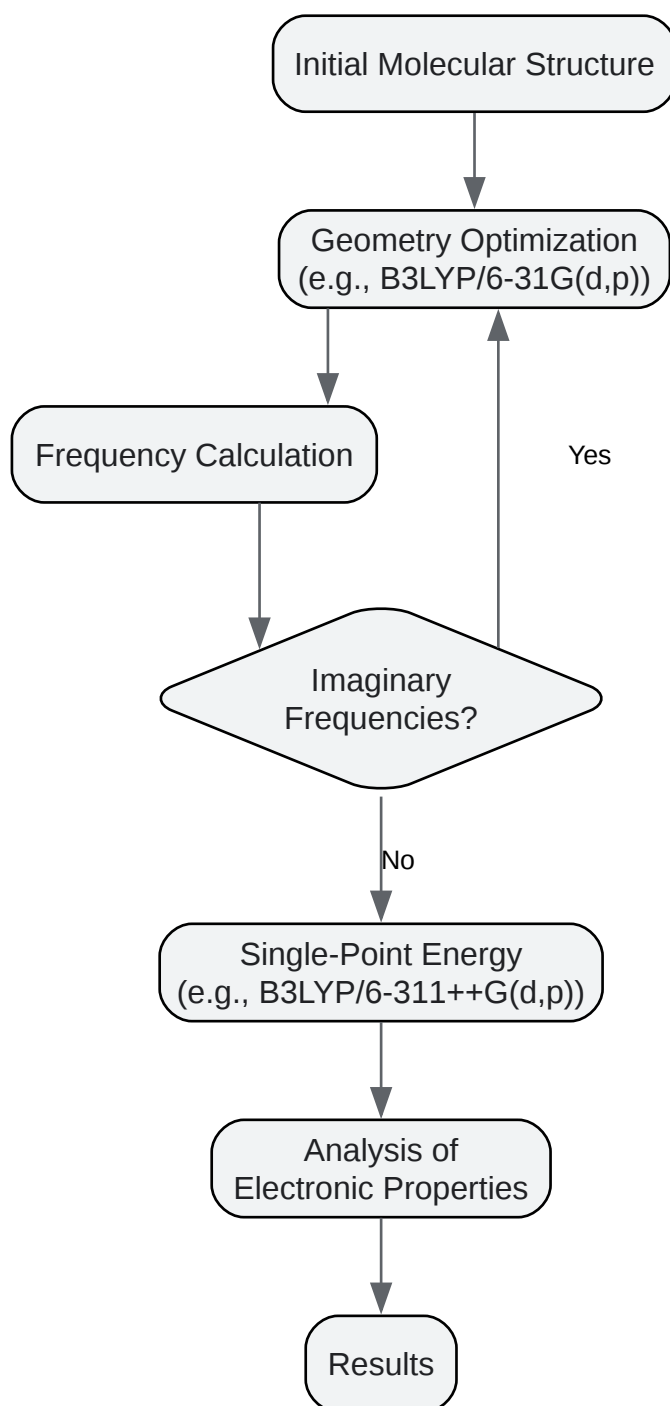 Initial Molecular Structure
Geometry Optimization
(e.g., B3LYP/6-31G(d,p))
Frequency Calculation
Yes
Imaginary
Frequencies?
No
Single-Point Energy
(e.g., B3LYP/6-311++G(d,p))
Analysis of
Electronic Properties
Results